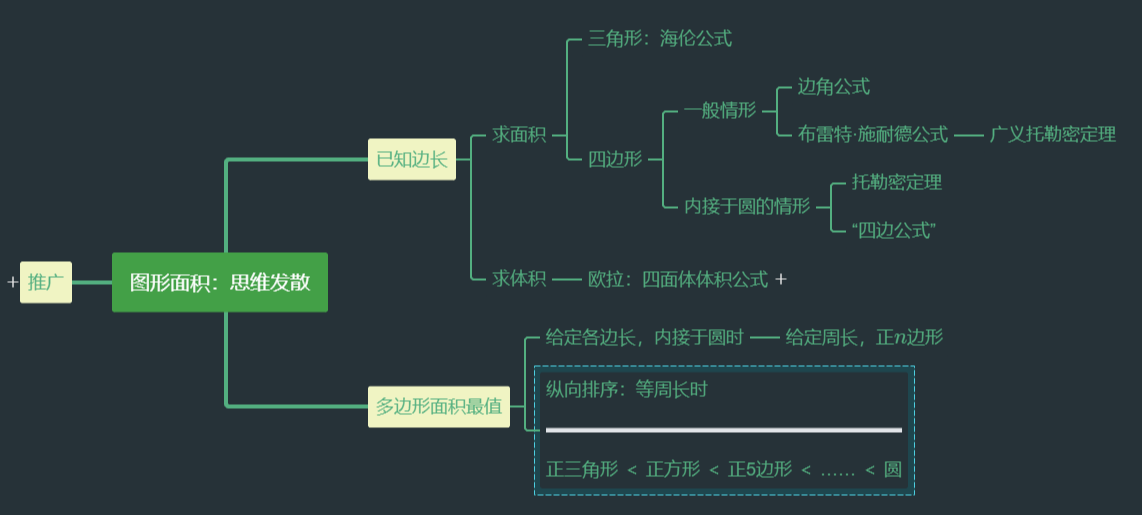 三角形：海伦公式
边角公式
一般情形
求面积
布雷特·施耐德公式
广义托勒密定理
已知边长
四边形
托勒密定理
内接于圆的情形
“四边公式”
推广
图形面积：思维发散
求体积
欧拉：四面体体积公式
给定各边长，内接于圆时
给定周长，正n边形
纵向排序：等周长时
多边形面积最值
正三角形 < 正方形 < 正5边形 < …… < 圆